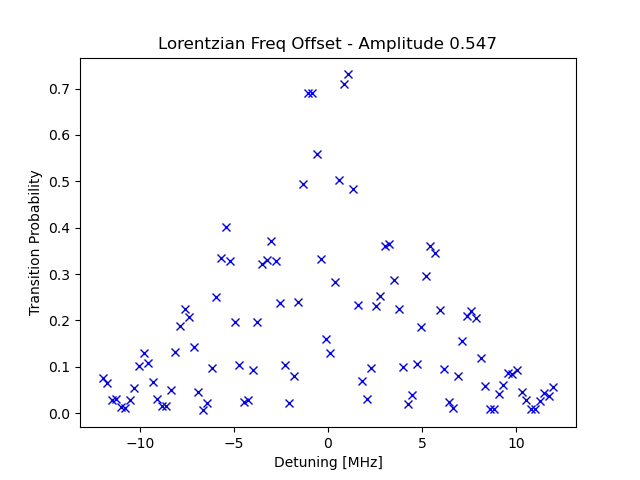 Lorentzian Freq Offset - Amplitude 0.547
0.7
0.6
0.5
0.4
0.3
0.2
0.1
0.0
Transition Probability
−10 −5 0 5 10
Detuning [MHz]